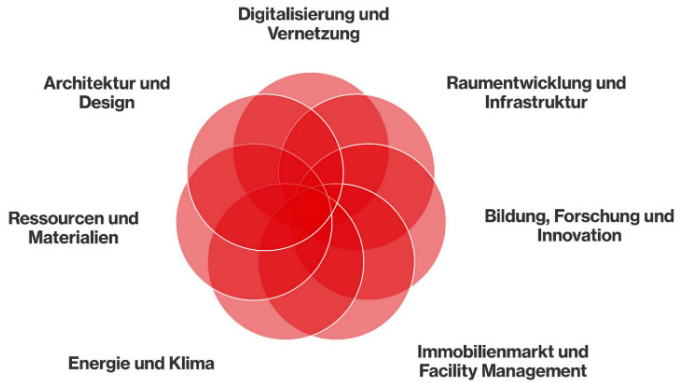 Digitalisierung und
Vernetzung
Architektur und
Design
Raumentwicklung und
Infrastruktur
Ressourcen und
Materialien
Bildung, Forschung und
Innovation
Energie und Klima
Immobilienmarkt und
Facility Management